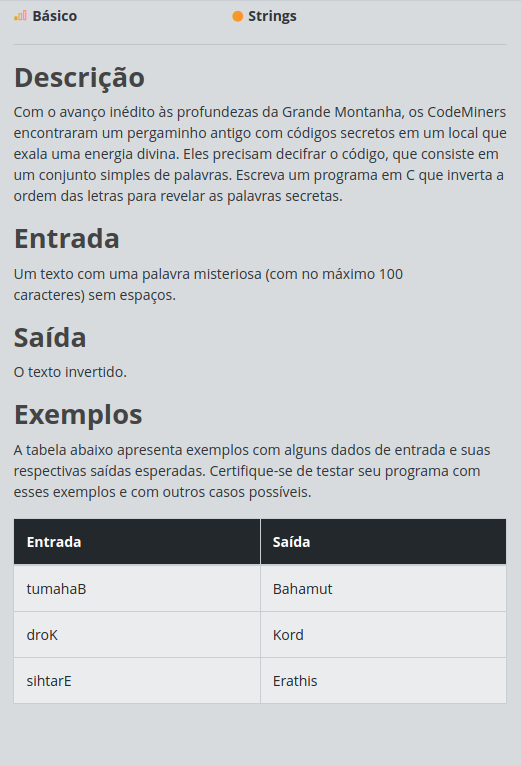 Básico Strings
Descrição
Com o avanço inédito às profundezas da Grande Montanha, os CodeMiners
encontraram um pergaminho antigo com códigos secretos em um local que
exala uma energia divina. Eles precisam decifrar o código, que consiste em
um conjunto simples de palavras. Escreva um programa em C que inverta a
ordem das letras para revelar as palavras secretas.
Entrada
Um texto com uma palavra misteriosa (com no máximo 100
caracteres) sem espaços.
Saída
O texto invertido.
Exemplos
A tabela abaixo apresenta exemplos com alguns dados de entrada e suas
respectivas saídas esperadas. Certifique-se de testar seu programa com
esses exemplos e com outros casos possíveis.
Entrada Saída
tumahaB Bahamut
droK Kord
sihtarE Erathis